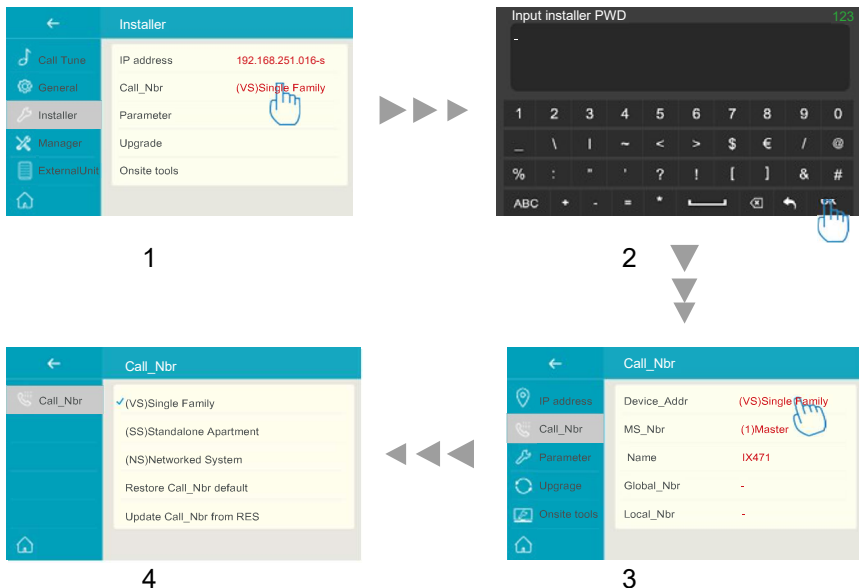 Installer
Call Tune
General
Installer
Manager
ExternalUnit
IP address 192.168.251.016-s
Call_Nbr (VS)Single Family
Parameter
Upgrade
Onsite tools
1
Input installer PWD 123
-
1 2 3 4 5 6 7 8 9 0
_ \ | ~ < > $ € / @
% : " ' ? ! [ ] & #
ABC + - = * OK
2
Call_Nbr
IP address
Call_Nbr
Parameter
Upgrage
Onsite tools
Device_Addr (VS)Single Family
MS_Nbr (1)Master
Name IX471
Global_Nbr -
Local_Nbr -
3
Call_Nbr
Call_Nbr
(VS)Single Family
(SS)Standalone Apartment
(NS)Networked System
Restore Call_Nbr default
Update Call_Nbr from RES
4